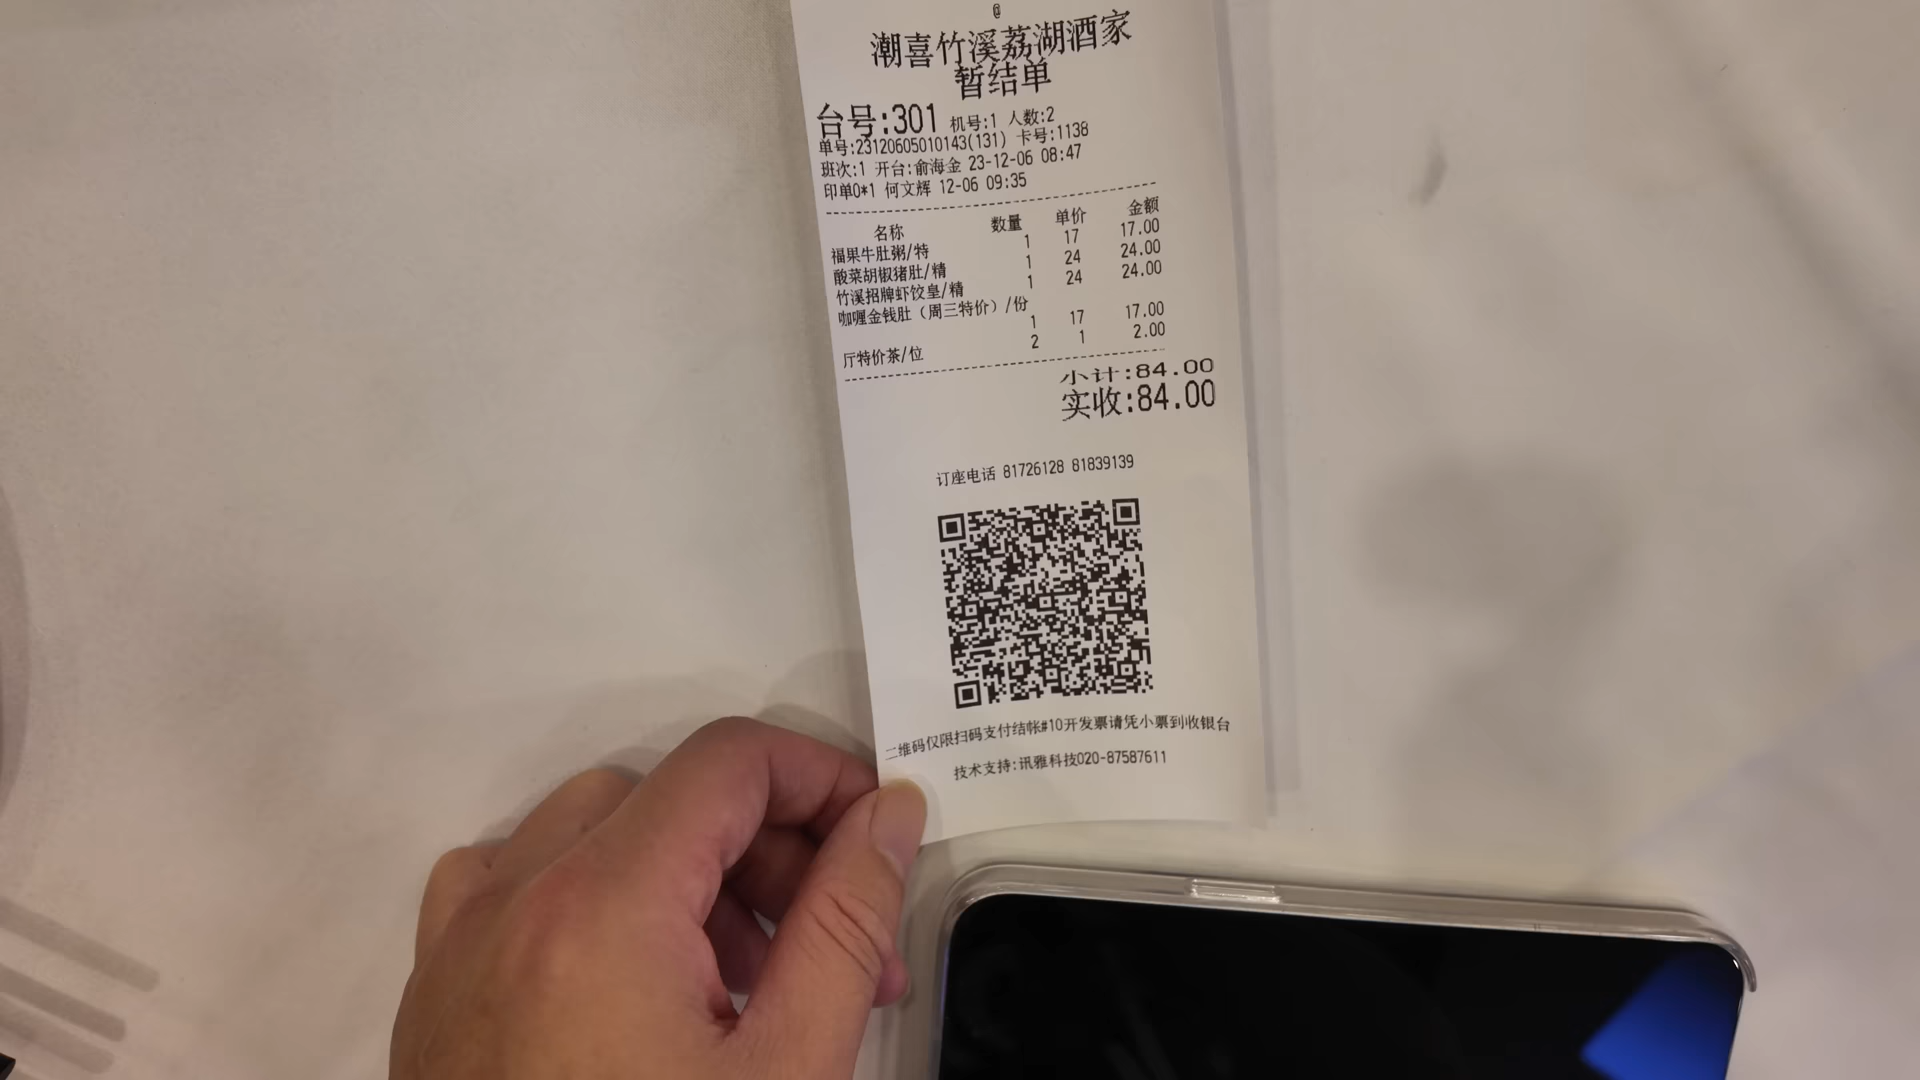 @
潮喜竹溪荔湖酒家
暂结单
台号:301 机号:1 人数:2
单号:23120605010143(131) 卡号:1138
班次:1 开台:俞海金 23-12-06 08:47
印单0*1 何文辉 12-06 09:35
名称 数量 单价 金额
福果牛肚粥/特 1 17 17.00
酸菜胡椒猪肚/精 1 24 24.00
竹溪招牌虾饺皇/精 1 24 24.00
咖喱金钱肚（周三特价）/份
1 17 17.00
厅特价茶/位 2 1 2.00
小计:84.00
实收:84.00
订座电话 81726128 81839139
二维码仅限扫码支付结帐#10开发票请凭小票到收银台
技术支持:讯雅科技020-87587611